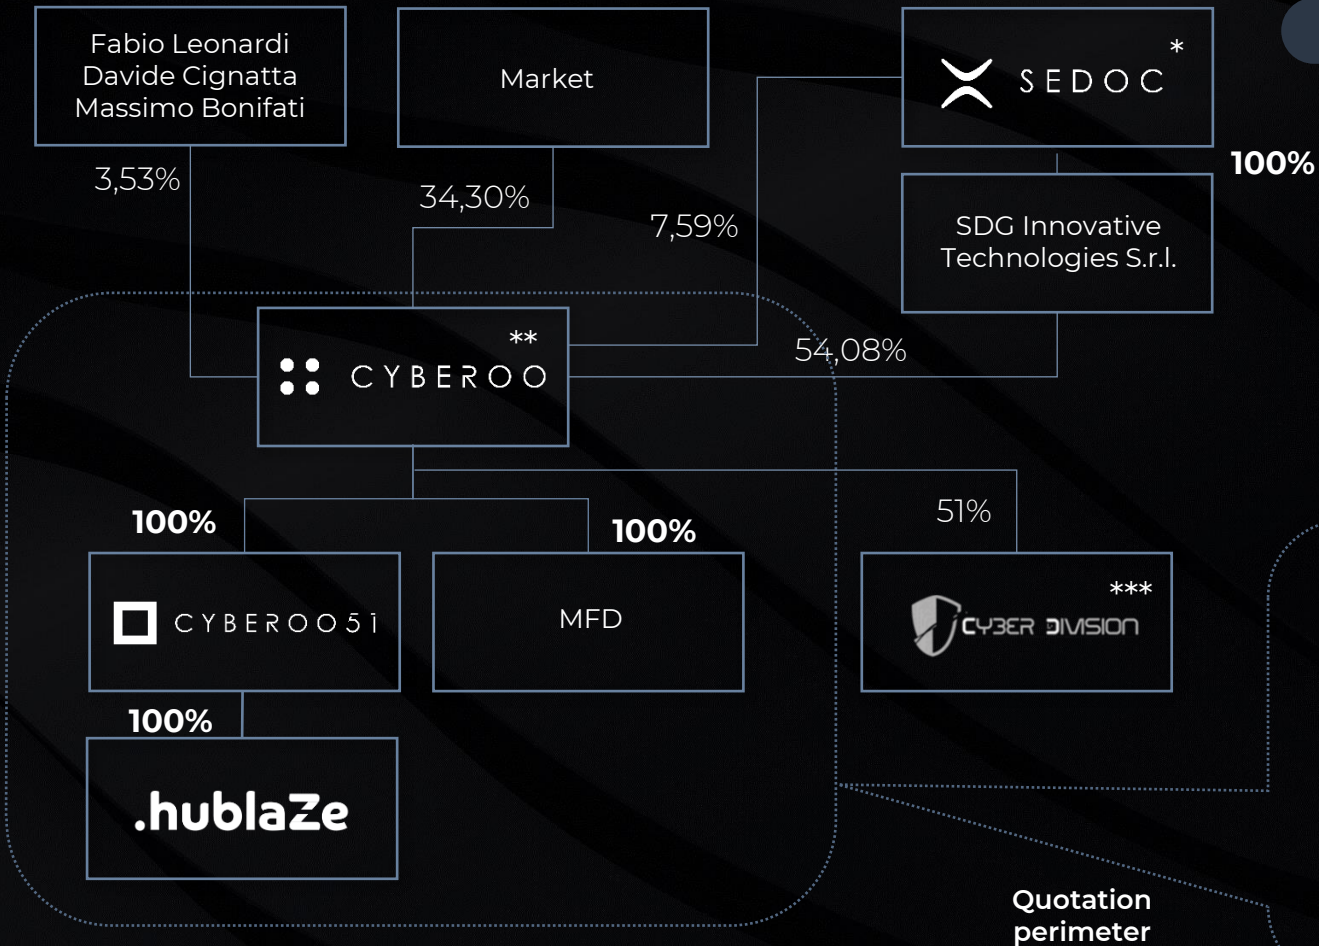 Fabio Leonardi
Davide Cignatta
Massimo Bonifati
Market
*
SEDOC
3,53%
34,30%
7,59%
100%
SDG Innovative
Technologies S.r.l.
54,08%
**
CYBEROO
100%
100%
51%
CYBEROO51
MFD
***
CYBER DIVISION
100%
.hublaze
Quotation
perimeter